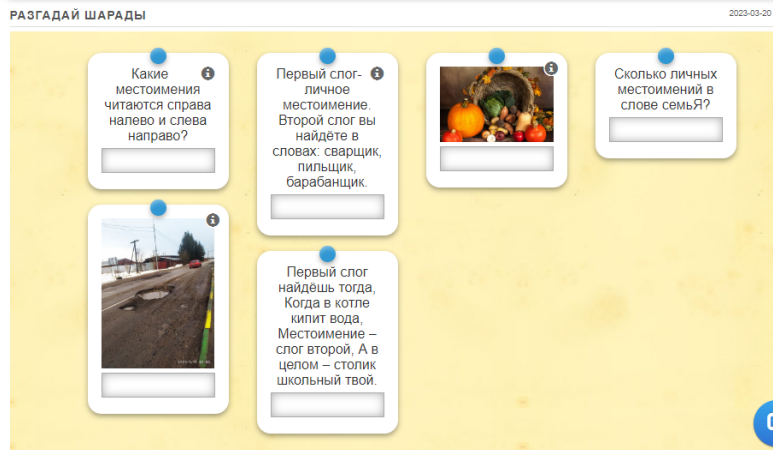 РАЗГАДАЙ ШАРАДЫ
2023-03-20
Какие
местоимения
читаются справа
налево и слева
направо?
Первый слог-
личное
местоимение.
Второй слог вы
найдёте в
словах: сварщик,
пильщик,
барабанщик.
Сколько личных
местоимений в
слове семьЯ?
Первый слог
найдёшь тогда,
Когда в котле
кипит вода,
Местоимение –
слог второй, А в
целом – столик
школьный твой.